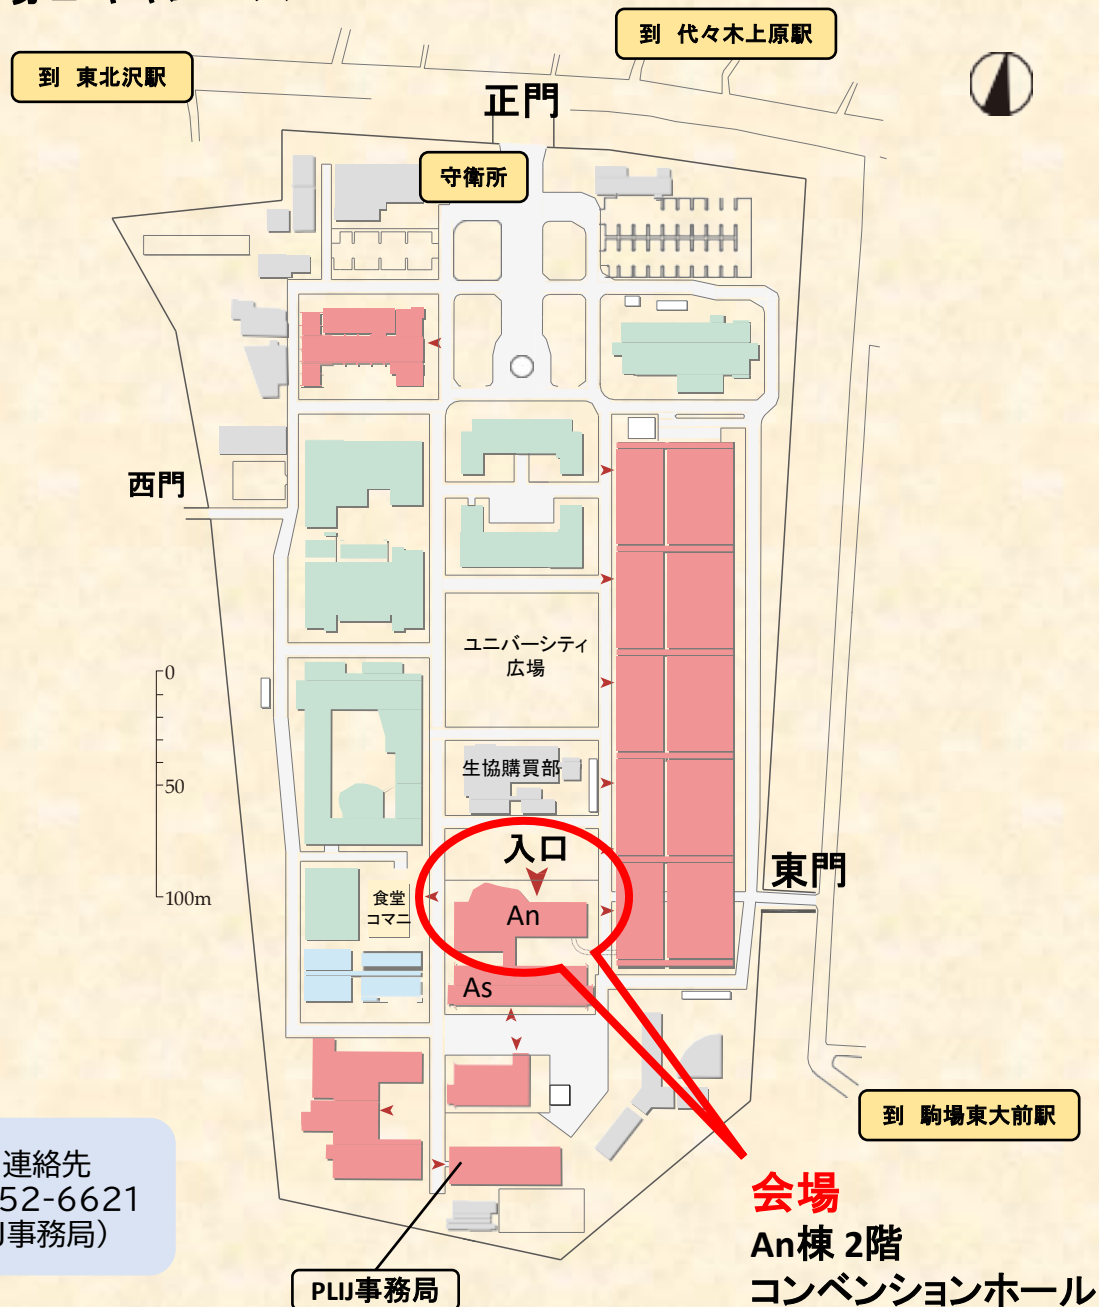 到 代々木上原駅
到 東北沢駅
正門
守衛所
西門
ユニバーシティ
広場
0
50
100m
生協購買部
入口
東門
食堂
コマニ
An
As
到 駒場東大前駅
連絡先
52-6621
事務局）
会場
An棟 2階
コンベンションホール
PLIJ事務局